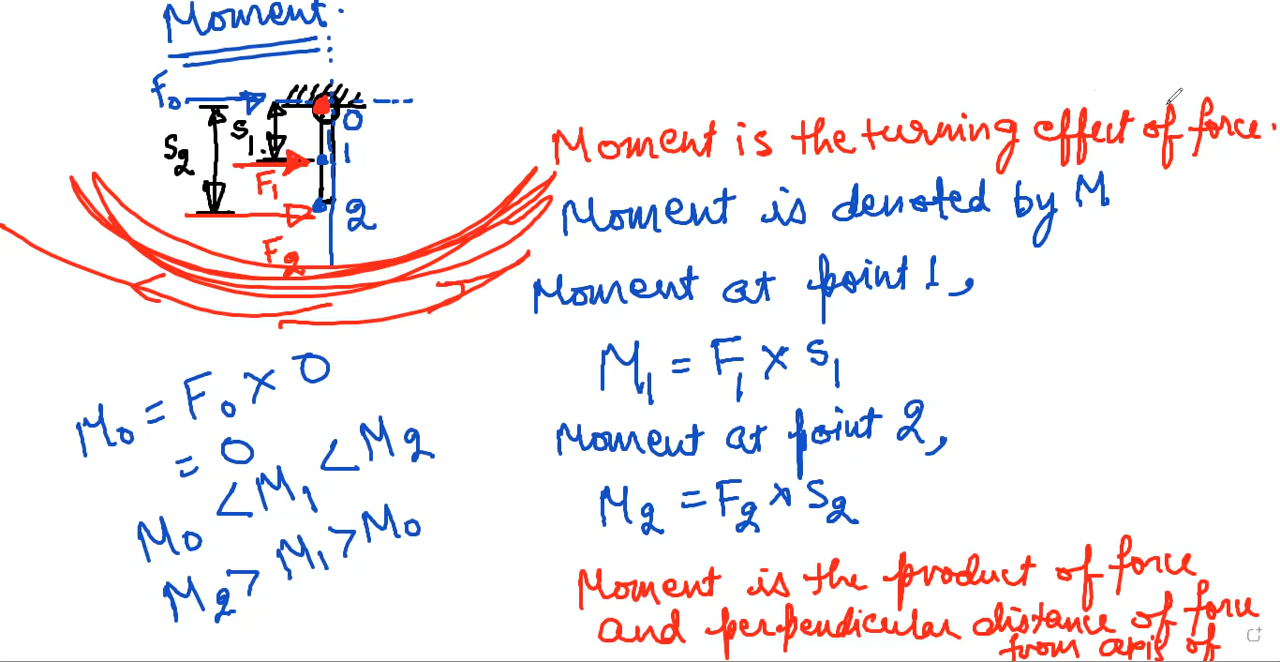 Moment.
F₀
S₂
S₁.
0
1
F₁
2
F₂
M₀ = F₀ × 0
= 0
M₀ < M₁ < M₂
M₂ > M₁ > M₀
Moment is the turning effect of force.
Moment is denoted by M
Moment at point 1,
M₁ = F₁ × S₁
Moment at point 2,
M₂ = F₂ × S₂
Moment is the product of force
and perpendicular distance of force
from axis of